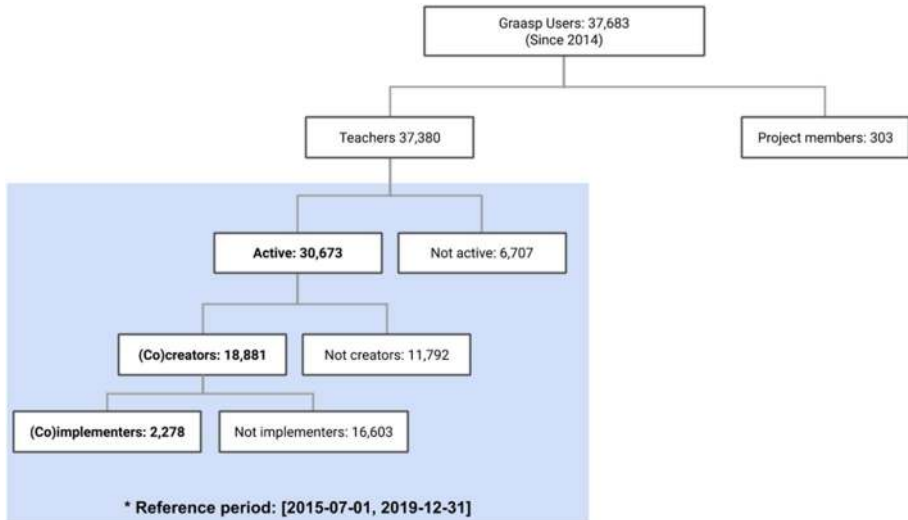 Graasp Users: 37,683
(Since 2014)
Teachers 37,380
Project members: 303
Active: 30,673
Not active: 6,707
(Co)creators: 18,881
Not creators: 11,792
(Co)implementers: 2,278
Not implementers: 16,603
* Reference period: [2015-07-01, 2019-12-31]